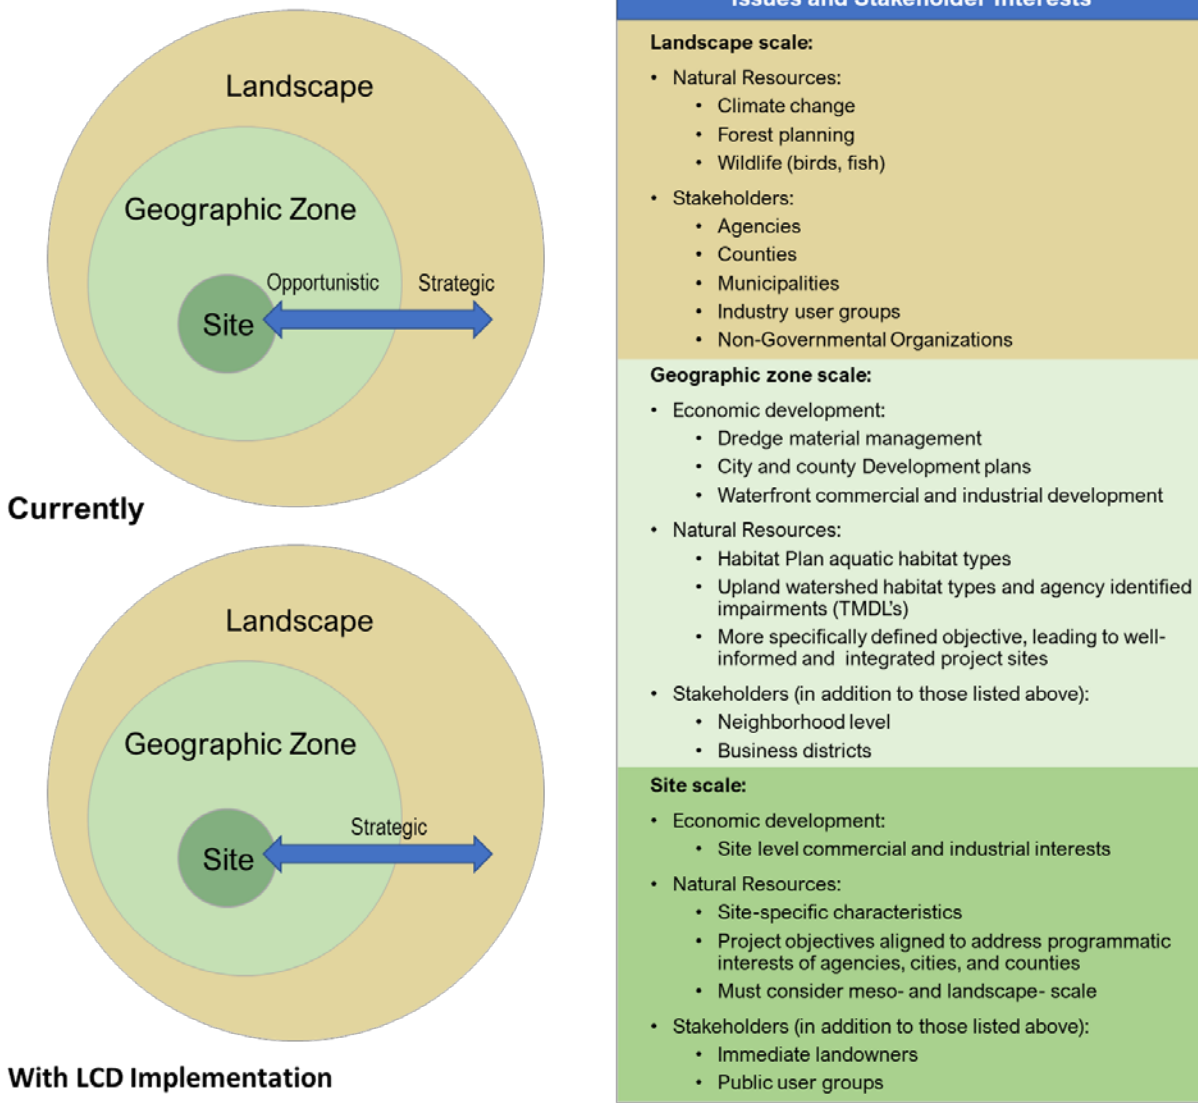 Landscape
Geographic Zone
Opportunistic
Strategic
Site
Currently
Landscape
Geographic Zone
Strategic
Site
With LCD Implementation
Issues and Stakeholder Interests
Landscape scale:
• Natural Resources:
• Climate change
• Forest planning
• Wildlife (birds, fish)
• Stakeholders:
• Agencies
• Counties
• Municipalities
• Industry user groups
• Non-Governmental Organizations
Geographic zone scale:
• Economic development:
• Dredge material management
• City and county Development plans
• Waterfront commercial and industrial development
• Natural Resources:
• Habitat Plan aquatic habitat types
• Upland watershed habitat types and agency identified
impairments (TMDL's)
• More specifically defined objective, leading to well-
informed and integrated project sites
• Stakeholders (in addition to those listed above):
• Neighborhood level
• Business districts
Site scale:
• Economic development:
• Site level commercial and industrial interests
• Natural Resources:
• Site-specific characteristics
• Project objectives aligned to address programmatic
interests of agencies, cities, and counties
• Must consider meso- and landscape- scale
• Stakeholders (in addition to those listed above):
• Immediate landowners
• Public user groups